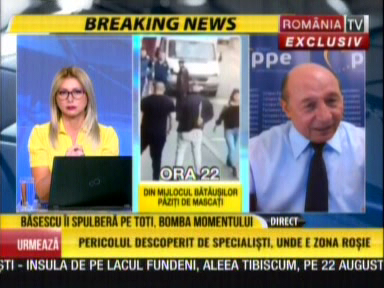 BREAKING NEWS
ROMÂNIA TV
EXCLUSIV
ppe
ORA 22
DIN MIJLOCUL BĂTĂUȘILOR
PĂZIȚI DE MASCAȚI
BĂSESCU ÎI SPULBERĂ PE TOȚI, BOMBA MOMENTULUI
DIRECT
URMEAZĂ
PERICOLUL DESCOPERIT DE SPECIALIȘTI, UNDE E ZONA ROȘIE
ȘTI - INSULA DE PE LACUL FUNDENI, ALEEA TIBISCUM, PE 22 AUGUST